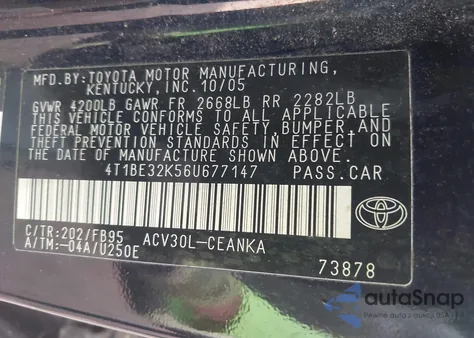 MFD.BY:TOYOTA MOTOR MANUFACTURING,
KENTUCKY,INC.10/05
GVWR 4200LB GAWR FR 2668LB RR 2282LB
THIS VEHICLE CONFORMS TO ALL APPLICABLE
FEDERAL MOTOR VEHICLE SAFETY,BUMPER,AND
THEFT PREVENTION STANDARDS IN EFFECT ON
THE DATE OF MANUFACTURE SHOWN ABOVE.
4T1BE32K56U677147 PASS.CAR
C/TR:202/FB95 ACV30L-CEANKA
A/TM:-04A/U250E
TOYOTA
73878
autoSnap